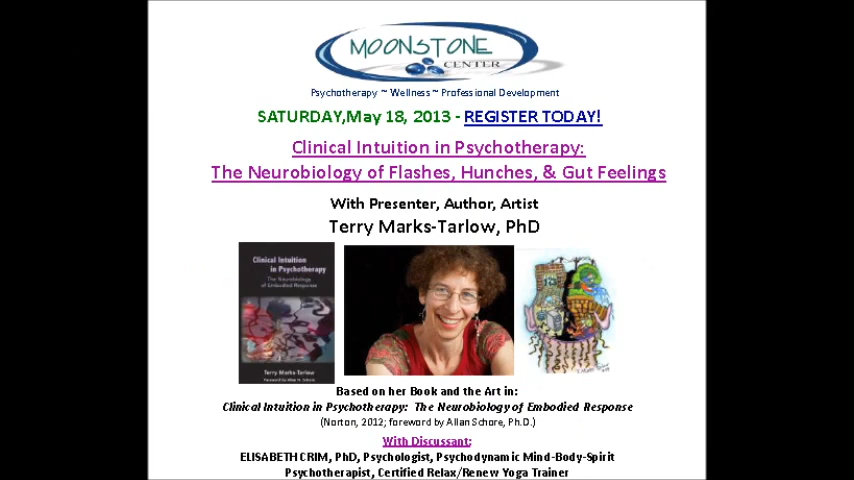 MOONSTONE
CENTER
Psychotherapy ~ Wellness ~ Professional Development
SATURDAY,May 18, 2013 - REGISTER TODAY!
Clinical Intuition in Psychotherapy:
The Neurobiology of Flashes, Hunches, & Gut Feelings
With Presenter, Author, Artist
Terry Marks-Tarlow, PhD
Clinical Intuition
in Psychotherapy
The Neurobiology
of Embodied Response
Terry Marks-Tarlow
Foreword by Allan N. Schore
Based on her Book and the Art in:
Clinical Intuition in Psychotherapy: The Neurobiology of Embodied Response
(Norton, 2012; foreword by Allan Schore, Ph.D.)
With Discussant:
ELISABETH CRIM, PhD, Psychologist, Psychodynamic Mind-Body-Spirit
Psychotherapist, Certified Relax/Renew Yoga Trainer